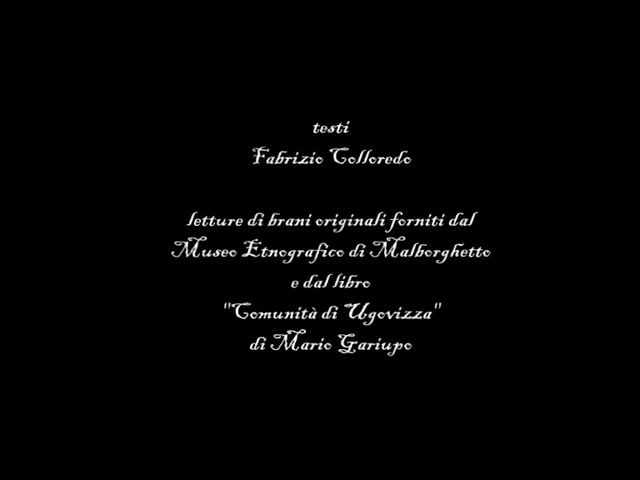 testi
Fabrizio Colloredo
letture di brani originali forniti dal
Museo Etnografico di Malborghetto
e dal libro
"Comunità di Ugovizza"
di Mario Gariupo